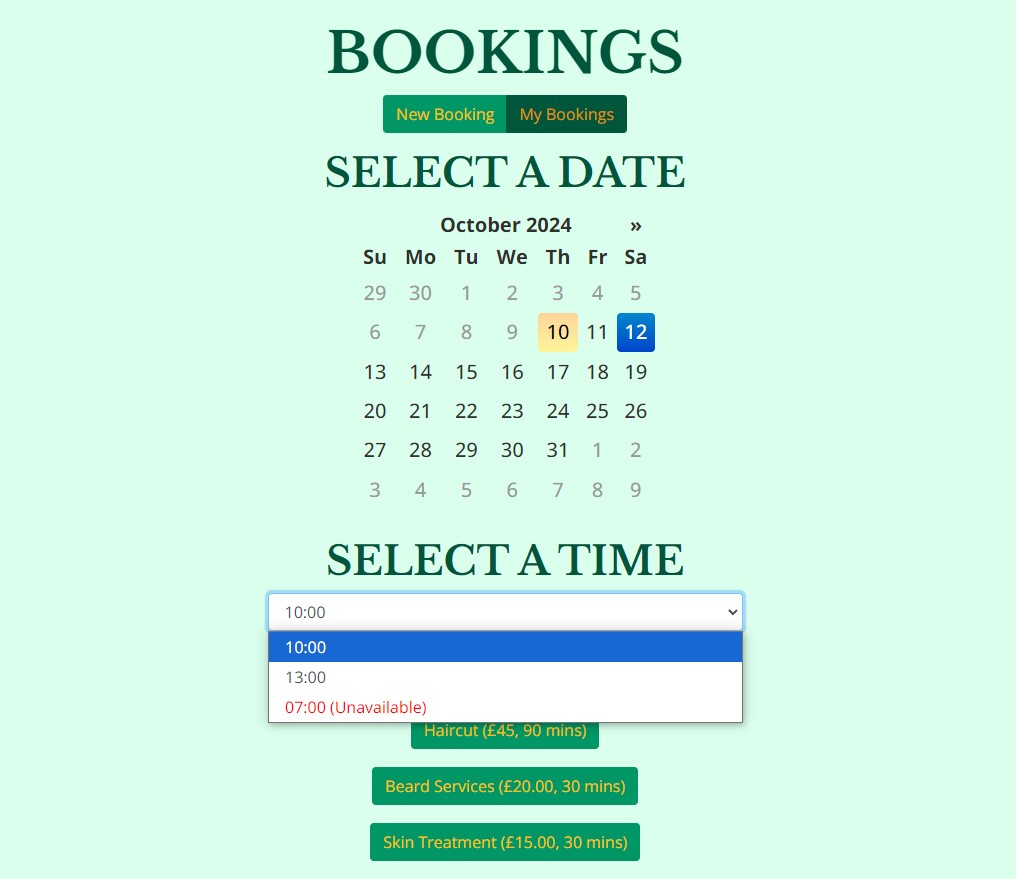 BOOKINGS
New Booking My Bookings
SELECT A DATE
October 2024 »
Su Mo Tu We Th Fr Sa
29 30 1 2 3 4 5
6 7 8 9 10 11 12
13 14 15 16 17 18 19
20 21 22 23 24 25 26
27 28 29 30 31 1 2
3 4 5 6 7 8 9
SELECT A TIME
10:00
10:00
13:00
07:00 (Unavailable)
Haircut (£45, 90 mins)
Beard Services (£20.00, 30 mins)
Skin Treatment (£15.00, 30 mins)